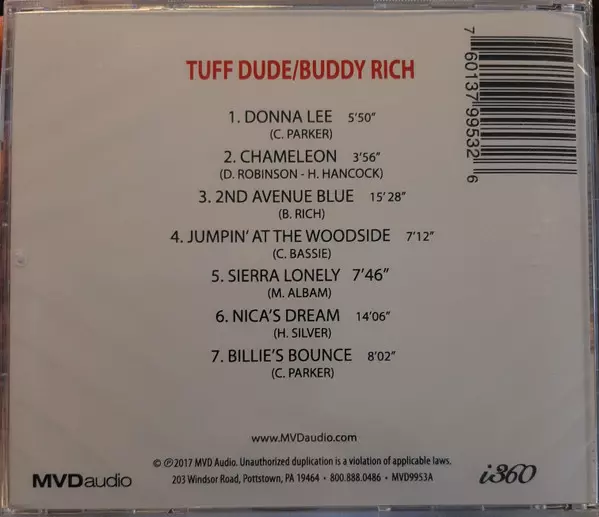 TUFF DUDE/BUDDY RICH
1. DONNA LEE 5'50"
(C. PARKER)
2. CHAMELEON 3'56"
(D. ROBINSON - H. HANCOCK)
3. 2ND AVENUE BLUE 15'28"
(B. RICH)
4. JUMPIN' AT THE WOODSIDE 7'12"
(C. BASSIE)
5. SIERRA LONELY 7'46"
(M. ALBAM)
6. NICA'S DREAM 14'06"
(H. SILVER)
7. BILLIE'S BOUNCE 8'02"
(C. PARKER)
7 60137 99532 6
www.MVDaudio.com
© ℗ 2017 MVD Audio. Unauthorized duplication is a violation of applicable laws.
203 Windsor Road, Pottstown, PA 19464 • 800.888.0486 • MVD9953A
MVDaudio
i360